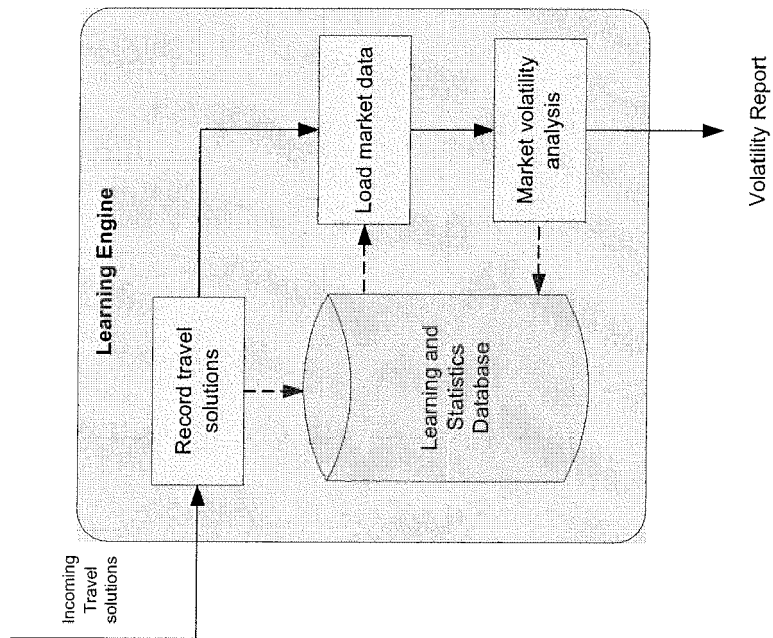 Learning Engine
Incoming
Travel
solutions
Record travel
solutions
Load market data
Learning and
Statistics
Database
Market volatility
analysis
Volatility Report